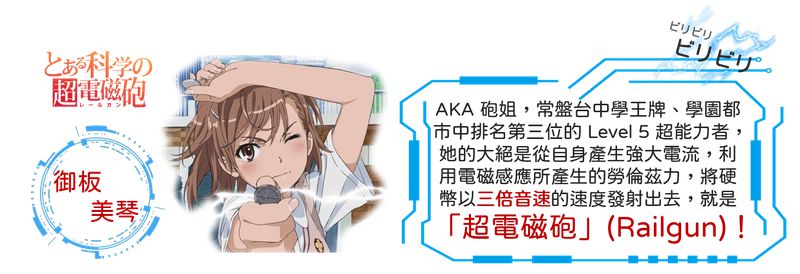 とある科学の
超電磁砲
レールガン
御板
美琴
ビリビリ
ビリビリ
AKA 砲姐，常盤台中學王牌、學園都
市中排名第三位的 Level 5 超能力者，
她的大絕是從自身產生強大電流，利
用電磁感應所產生的勞倫茲力，將硬
幣以三倍音速的速度發射出去，就是
「超電磁砲」(Railgun)！